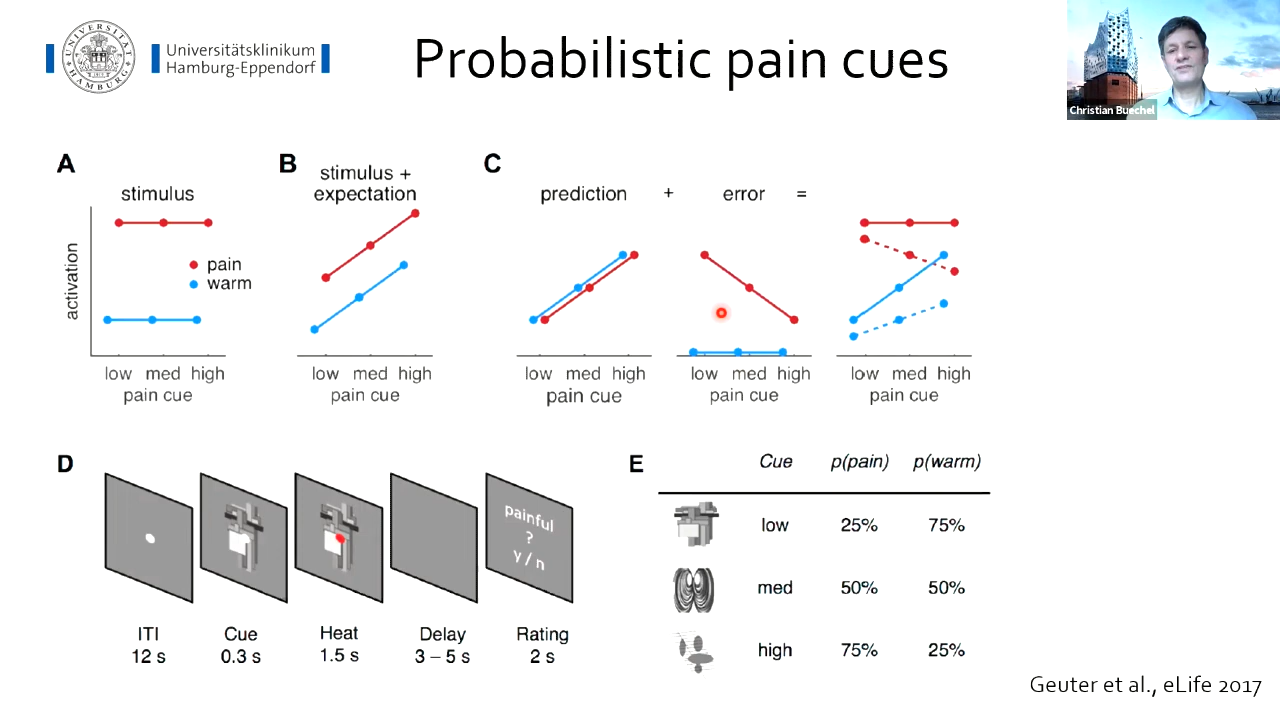 UNIVERSITÄT HAMBURG
Universitätsklinikum
Hamburg-Eppendorf
Probabilistic pain cues
Christian Buechel
A
stimulus
activation
pain
warm
low med high
pain cue
B
stimulus +
expectation
low med high
pain cue
C
prediction + error =
low med high
pain cue
low med high
pain cue
low med high
pain cue
D
painful
?
y / n
ITI
12 s
Cue
0.3 s
Heat
1.5 s
Delay
3 – 5 s
Rating
2 s
E
Cue p(pain) p(warm)
low 25% 75%
med 50% 50%
high 75% 25%
Geuter et al., eLife 2017